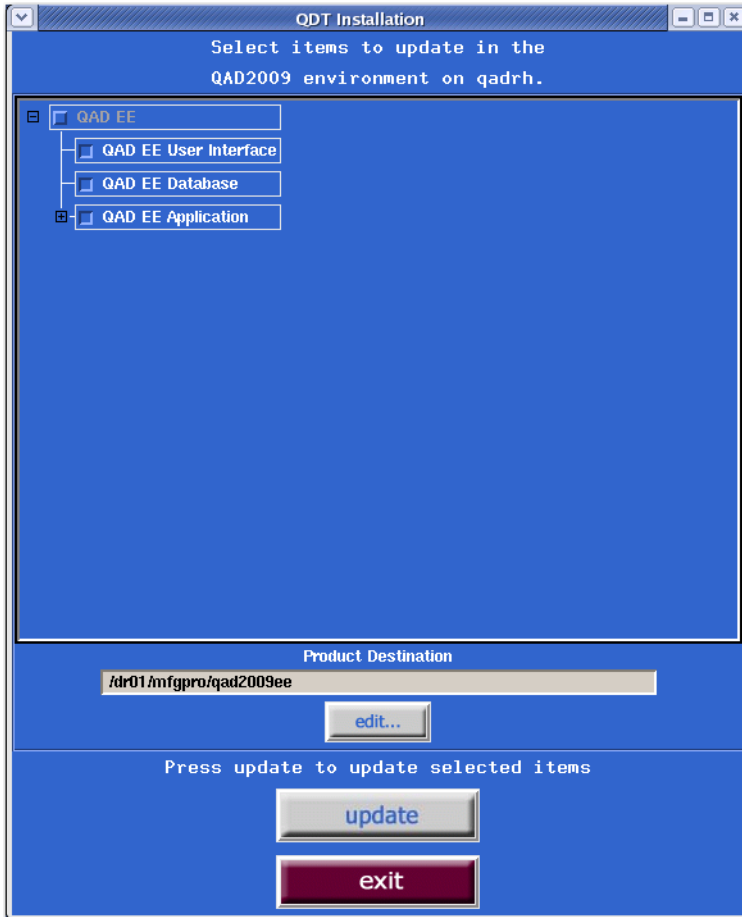 QDT Installation
Select items to update in the
QAD2009 environment on qadrh.
QAD EE
QAD EE User Interface
QAD EE Database
QAD EE Application
Product Destination
/dr01/mfgpro/qad2009ee
edit...
Press update to update selected items
update
exit